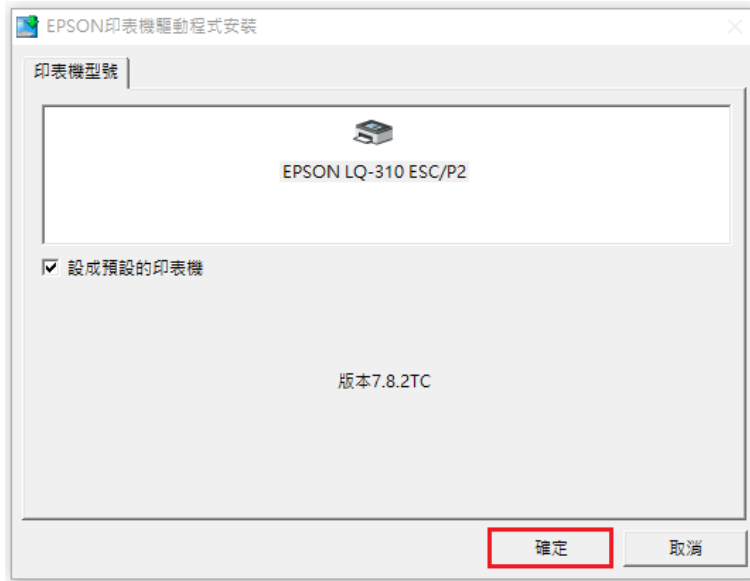 EPSON印表機驅動程式安裝
印表機型號
EPSON LQ-310 ESC/P2
設成預設的印表機
版本7.8.2TC
確定
取消